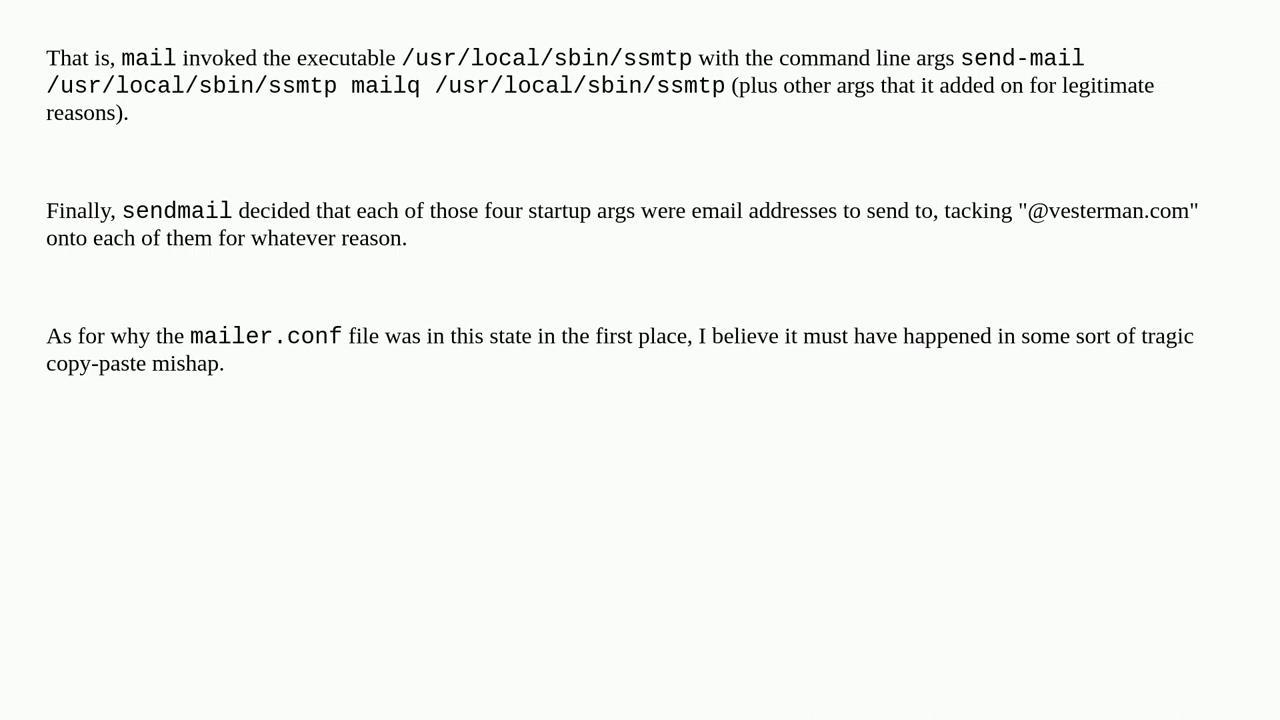 That is, mail invoked the executable /usr/local/sbin/ssmtp with the command line args send-mail
/usr/local/sbin/ssmtp mailq /usr/local/sbin/ssmtp (plus other args that it added on for legitimate
reasons).
Finally, sendmail decided that each of those four startup args were email addresses to send to, tacking "@vesterman.com"
onto each of them for whatever reason.
As for why the mailer.conf file was in this state in the first place, I believe it must have happened in some sort of tragic
copy-paste mishap.